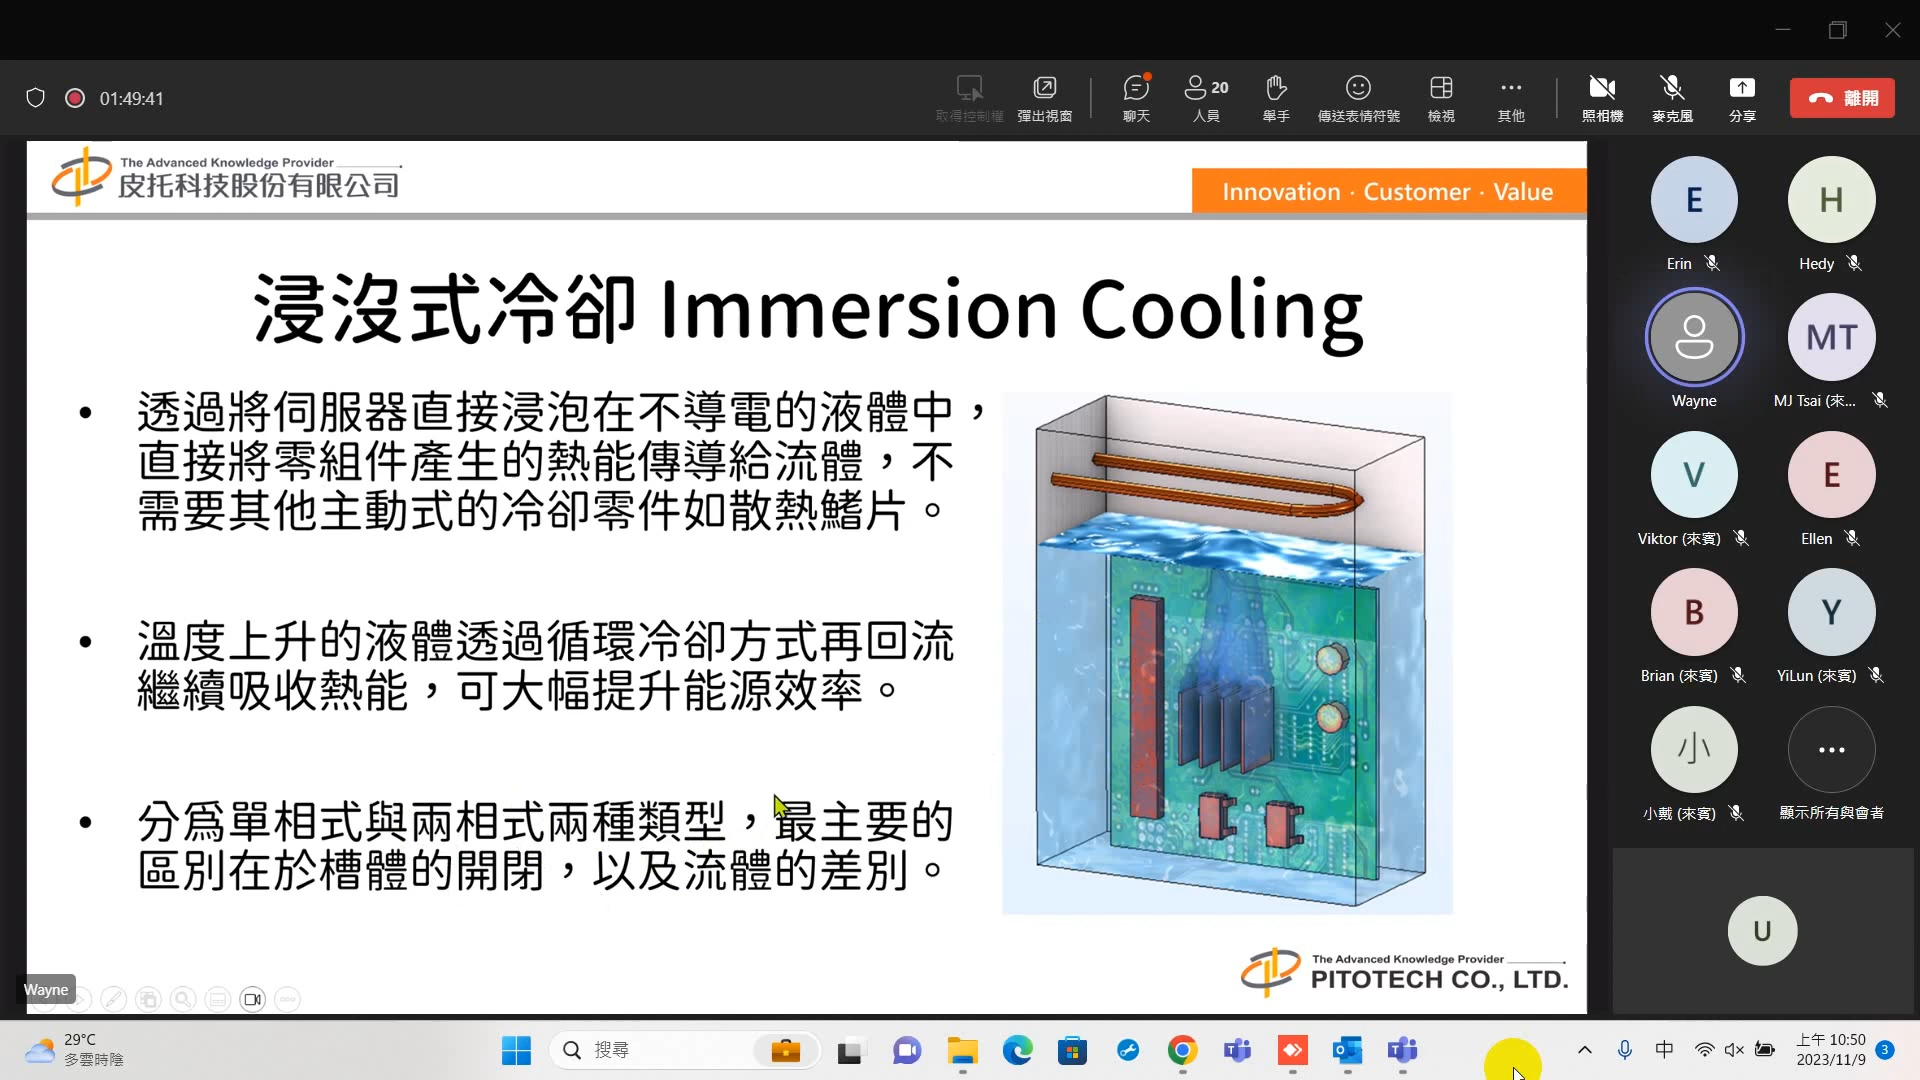 01:49:41
取得控制權
彈出視窗
聊天
20
人員
舉手
傳送表情符號
檢視
其他
照相機
麥克風
分享
離開
The Advanced Knowledge Provider
皮托科技股份有限公司
Innovation · Customer · Value
浸沒式冷卻 Immersion Cooling
• 透過將伺服器直接浸泡在不導電的液體中，
直接將零組件產生的熱能傳導給流體，不
需要其他主動式的冷卻零件如散熱鰭片。
• 溫度上升的液體透過循環冷卻方式再回流
繼續吸收熱能，可大幅提升能源效率。
• 分為單相式與兩相式兩種類型，最主要的
區別在於槽體的開閉，以及流體的差別。
The Advanced Knowledge Provider
PITOTECH CO., LTD.
Wayne
E
Erin
H
Hedy
Wayne
MT
MJ Tsai (來...
V
Viktor (來賓)
E
Ellen
B
Brian (來賓)
Y
YiLun (來賓)
小
小戴 (來賓)
顯示所有與會者
U
29°C
多雲時陰
搜尋
中
上午 10:50
2023/11/9
3